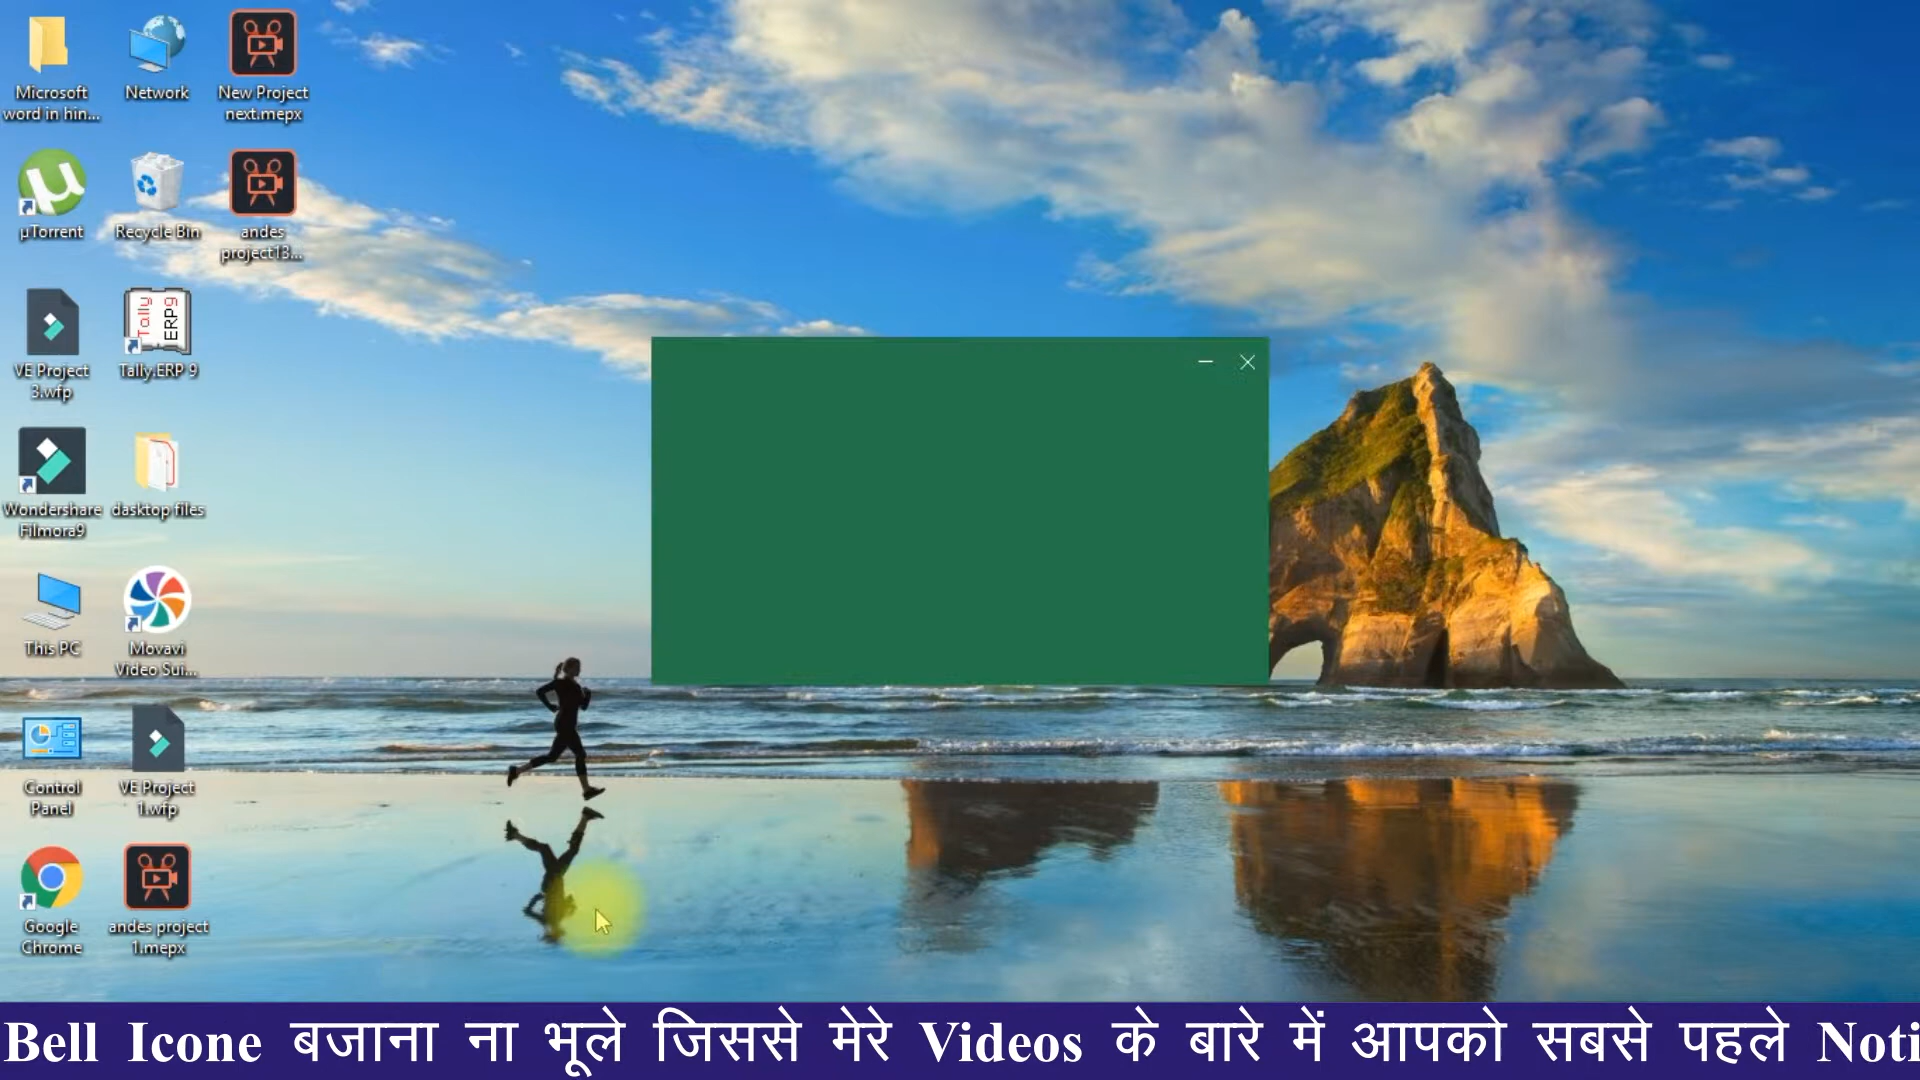 Microsoft
word in hin...
Network
New Project
next.mepx
µTorrent
Recycle Bin
andes
project13...
VE Project
3.wfp
Tally
ERP9
Tally.ERP 9
Wondershare
Filmora9
dasktop files
This PC
Movavi
Video Sui...
Control
Panel
VE Project
1.wfp
Google
Chrome
andes project
1.mepx
Bell Icone बजाना ना भूले जिससे मेरे Videos के बारे में आपको सबसे पहले Noti